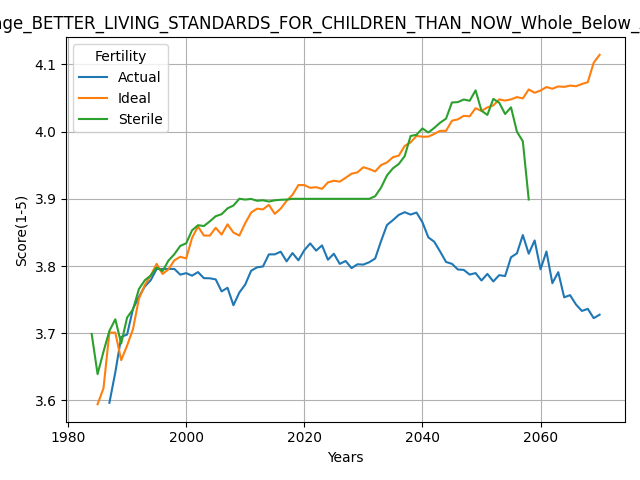 age_BETTER_LIVING_STANDARDS_FOR_CHILDREN_THAN_NOW_Whole_Below_
Fertility
Actual
Ideal
Sterile
Score(1-5)
4.1
4.0
3.9
3.8
3.7
3.6
1980
2000
2020
2040
2060
Years